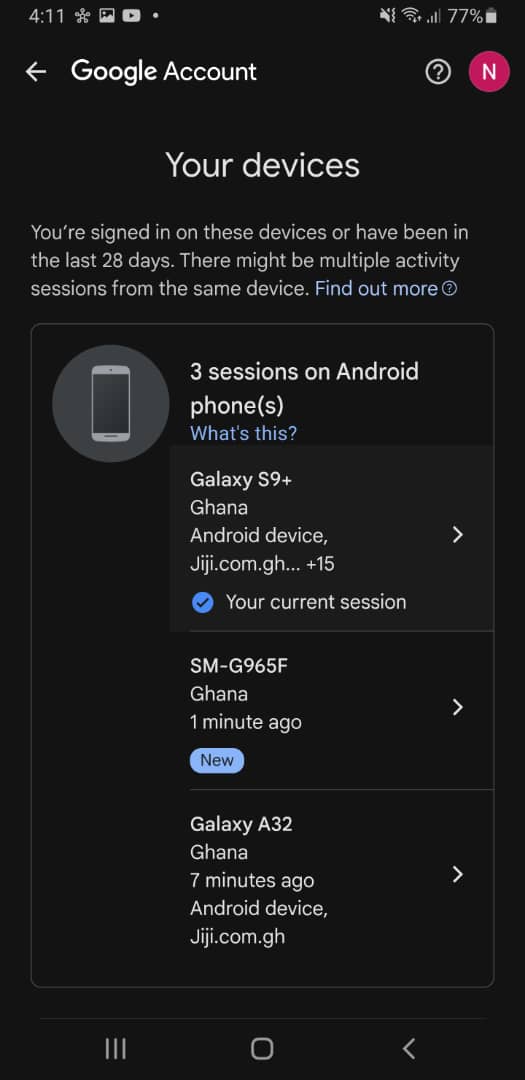 4:11 77%
Google Account
N
Your devices
You're signed in on these devices or have been in
the last 28 days. There might be multiple activity
sessions from the same device. Find out more
3 sessions on Android
phone(s)
What's this?
Galaxy S9+
Ghana
Android device,
Jiji.com.gh... +15
Your current session
SM-G965F
Ghana
1 minute ago
New
Galaxy A32
Ghana
7 minutes ago
Android device,
Jiji.com.gh